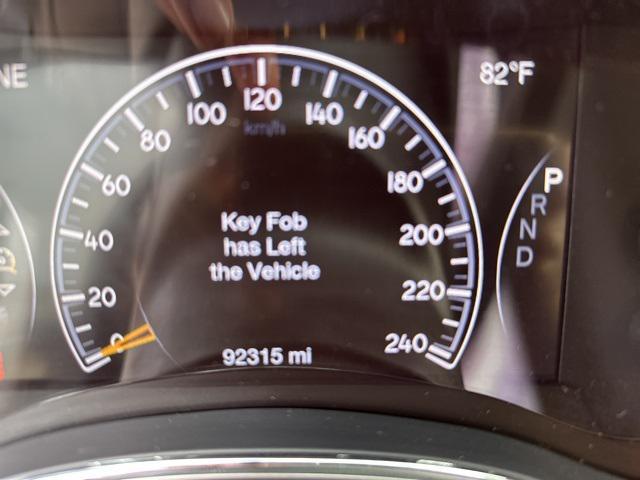 NE
82°F
0
20
40
60
80
100
120
140
160
180
200
220
240
km/h
Key Fob
has Left
the Vehicle
92315 mi
P
R
N
D